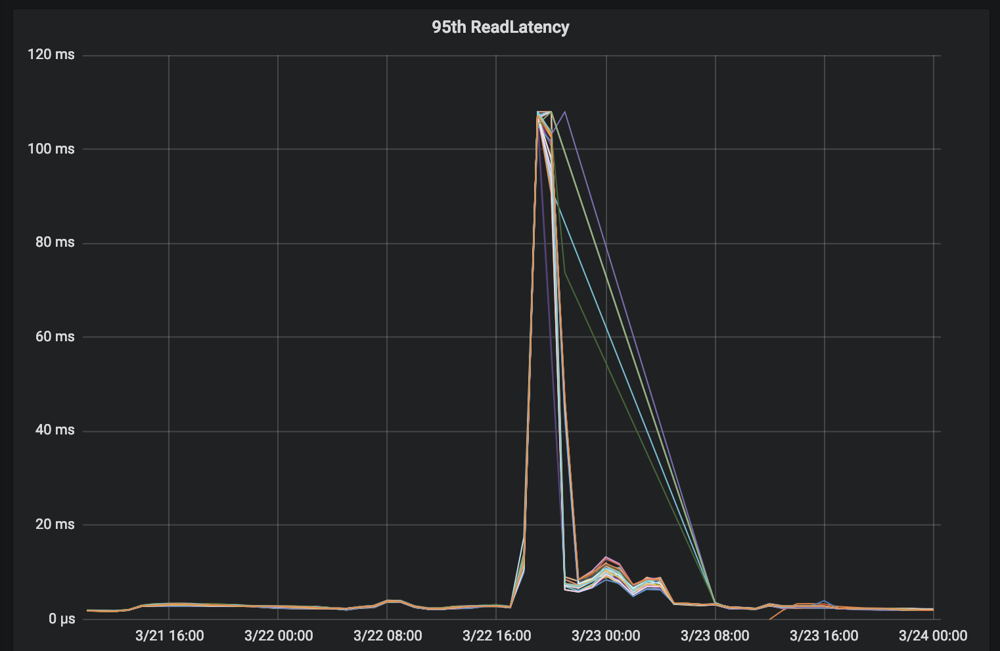 95th ReadLatency
120 ms
100 ms
80 ms
60 ms
40 ms
20 ms
0 µs
3/21 16:00 3/22 00:00 3/22 08:00 3/22 16:00 3/23 00:00 3/23 08:00 3/23 16:00 3/24 00:00